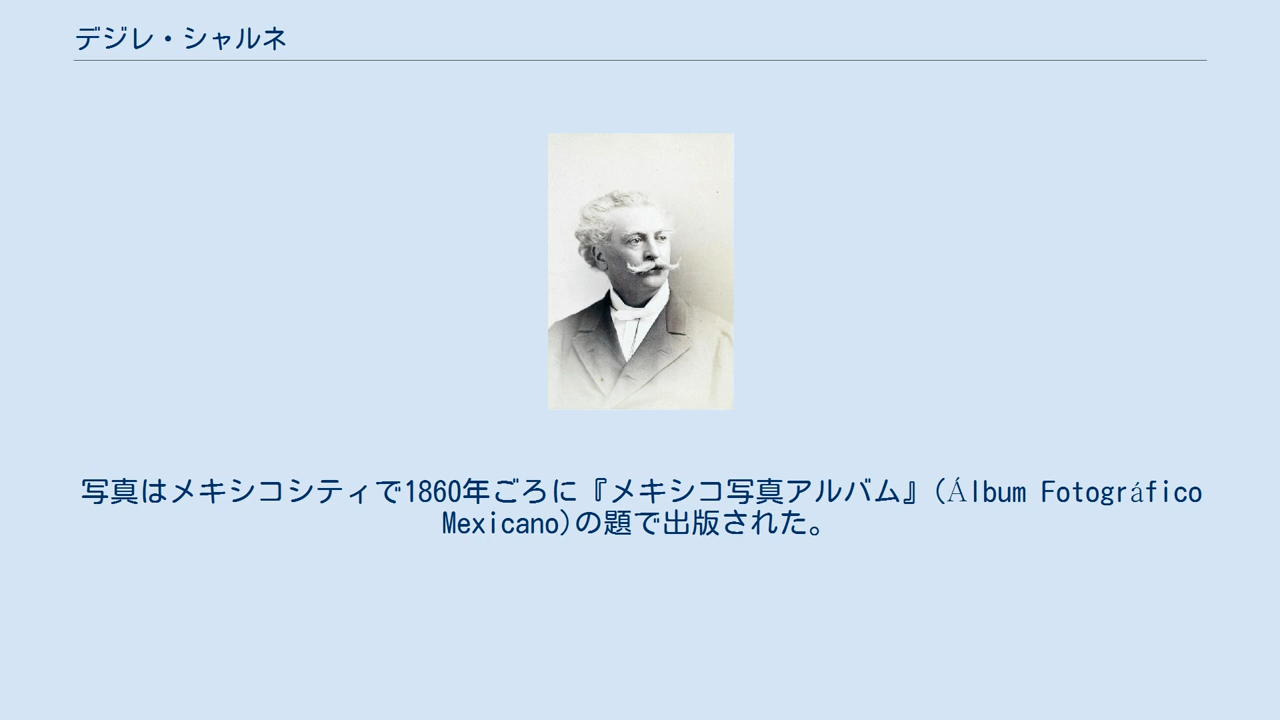 デジレ・シャルネ
写真はメキシコシティで1860年ごろに『メキシコ写真アルバム』(Álbum Fotográfico
Mexicano)の題で出版された。